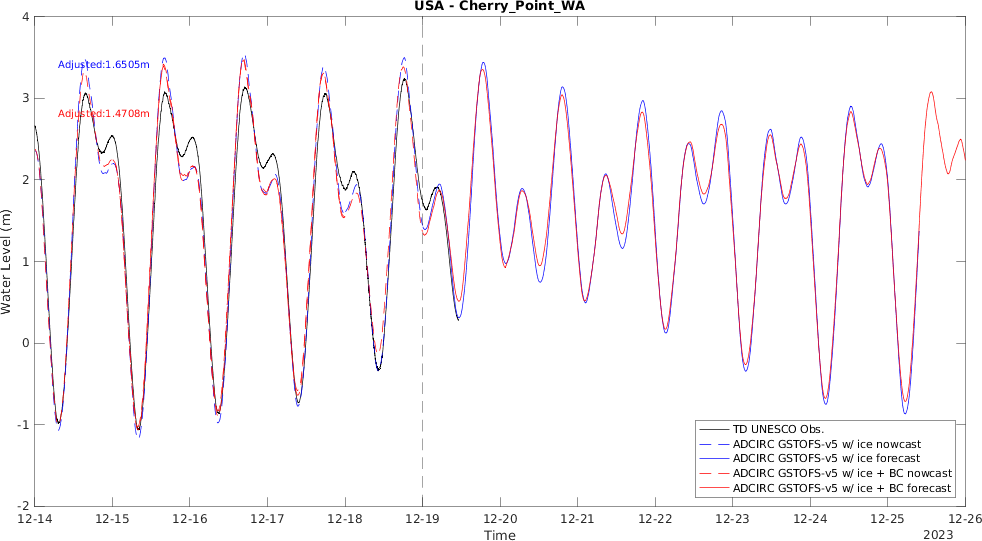 USA - Cherry_Point_WA
4
3
2
1
0
-1
-2
Water Level (m)
Adjusted:1.6505m
Adjusted:1.4708m
TD UNESCO Obs.
ADCIRC GSTOFS-v5 w/ ice nowcast
ADCIRC GSTOFS-v5 w/ ice forecast
ADCIRC GSTOFS-v5 w/ ice + BC nowcast
ADCIRC GSTOFS-v5 w/ ice + BC forecast
12-14 12-15 12-16 12-17 12-18 12-19 12-20 12-21 12-22 12-23 12-24 12-25 12-26
Time
2023